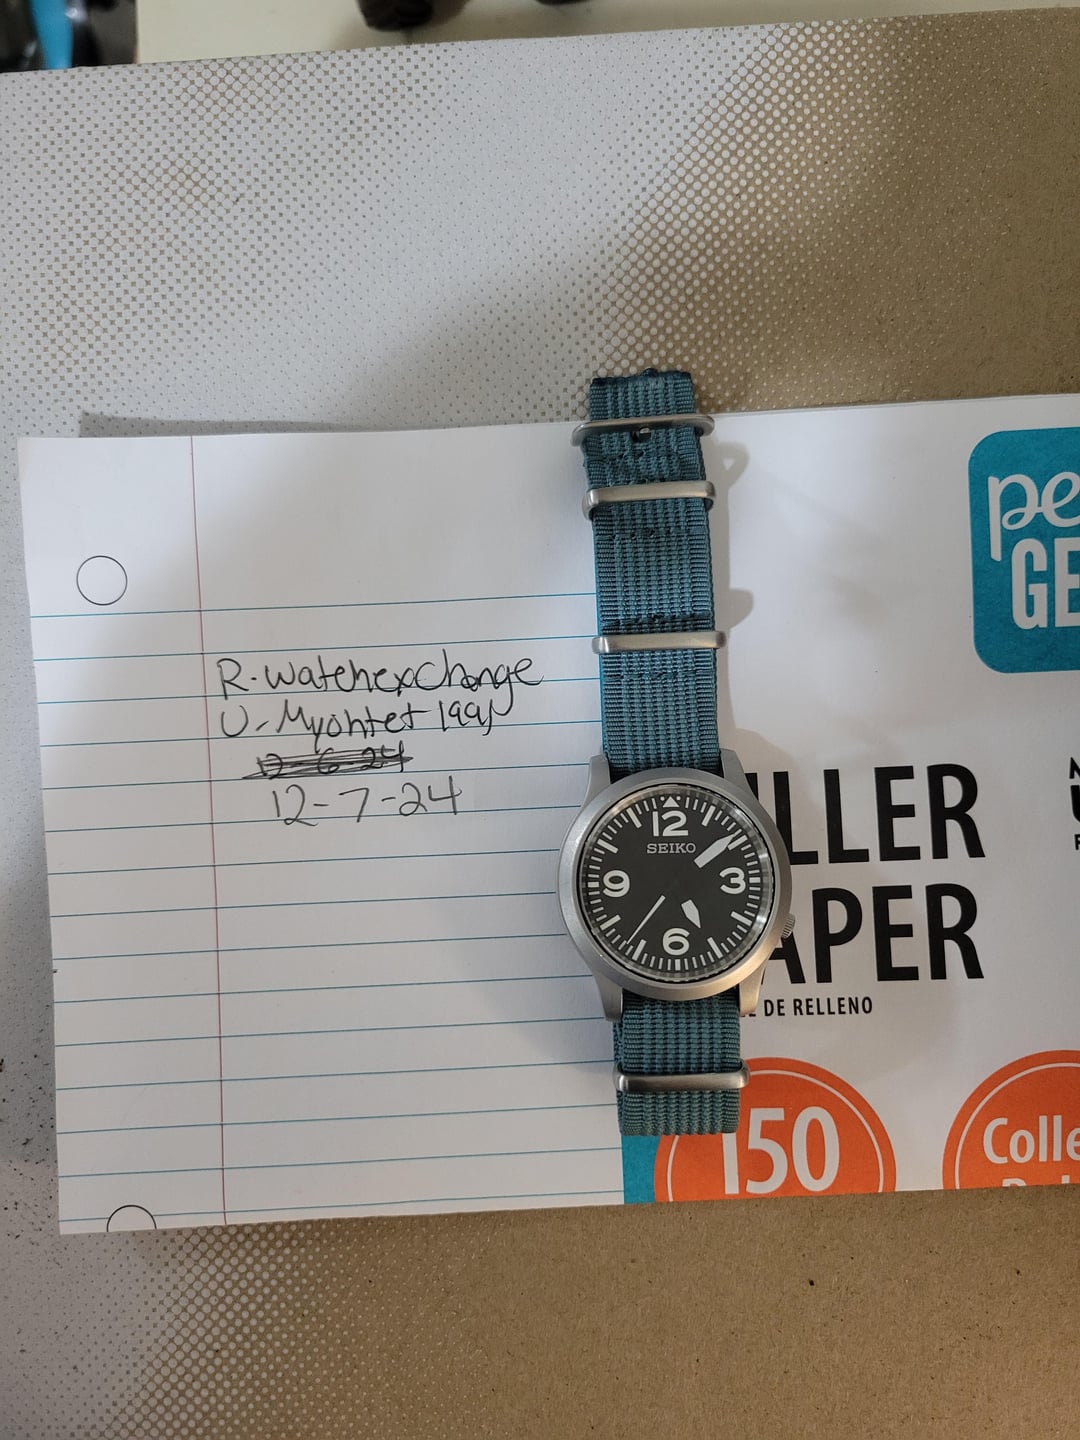 R-watchexchange
U-Myohtet1991
12-6-24
12-7-24
12
SEIKO
9
3
6
pe
GE
LLER
APER
DE RELLENO
150
Colle